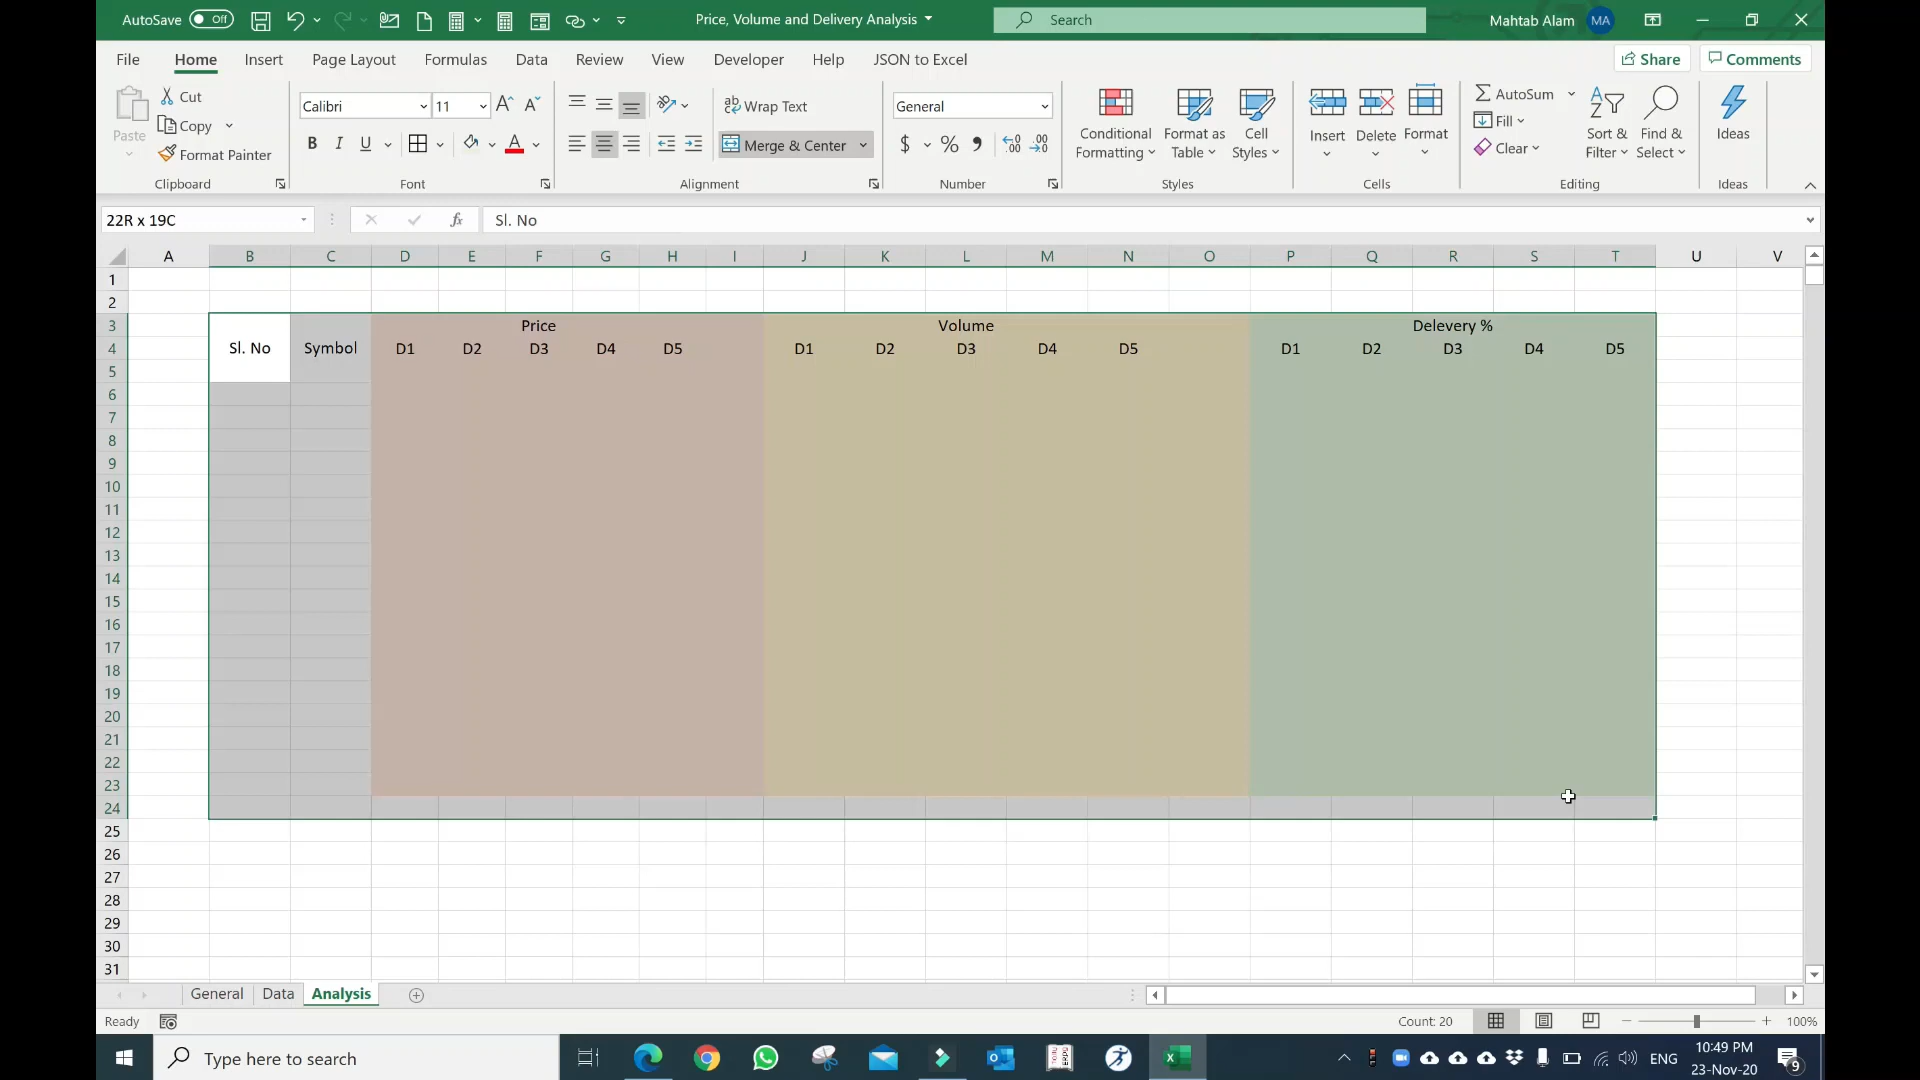 AutoSave Off Price, Volume and Delivery Analysis Search Mahtab Alam MA
File Home Insert Page Layout Formulas Data Review View Developer Help JSON to Excel Share Comments
Paste Cut Copy Format Painter Clipboard
Calibri 11 B I U A Font
ab Wrap Text Merge & Center Alignment
General $ % Number
Conditional Formatting Format as Table Cell Styles Styles
Insert Delete Format Cells
AutoSum Fill Clear Sort & Filter Find & Select Editing
Ideas Ideas
22R x 19C fx Sl. No
A B C D E F G H I J K L M N O P Q R S T U V
1
2
3 Price Volume Delevery %
4 Sl. No Symbol D1 D2 D3 D4 D5 D1 D2 D3 D4 D5 D1 D2 D3 D4 D5
5
6
7
8
9
10
11
12
13
14
15
16
17
18
19
20
21
22
23
24
25
26
27
28
29
30
31
General Data Analysis
Ready Count: 20 100%
Type here to search ENG 10:49 PM 9
23-Nov-20